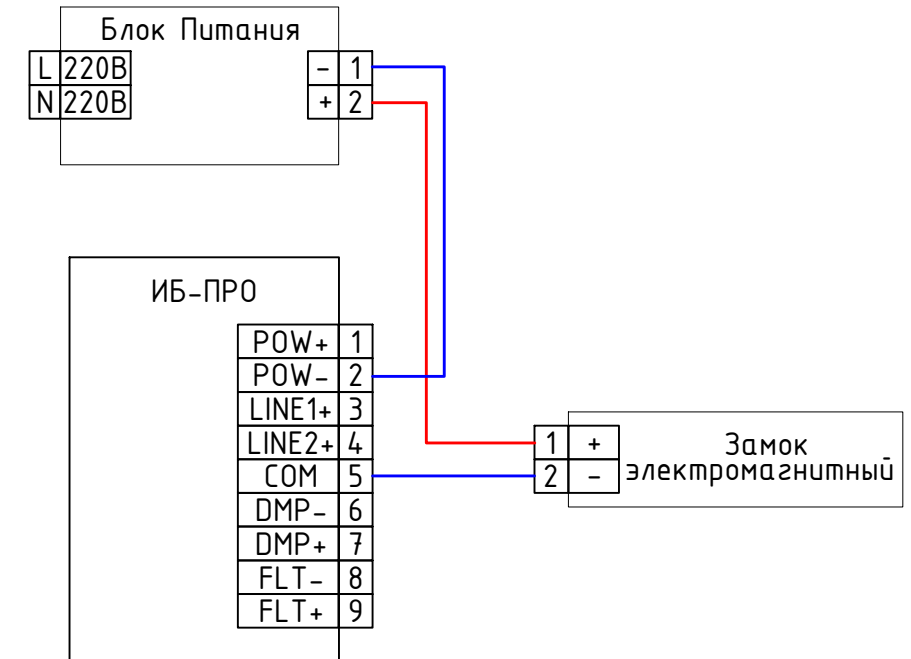 Блок Питания
L 220В - 1
N 220В + 2
ИБ-ПРО
POW+ 1
POW- 2
LINE1+ 3
LINE2+ 4
COM 5
DMP- 6
DMP+ 7
FLT- 8
FLT+ 9
1 + Замок
2 - электромагнитный